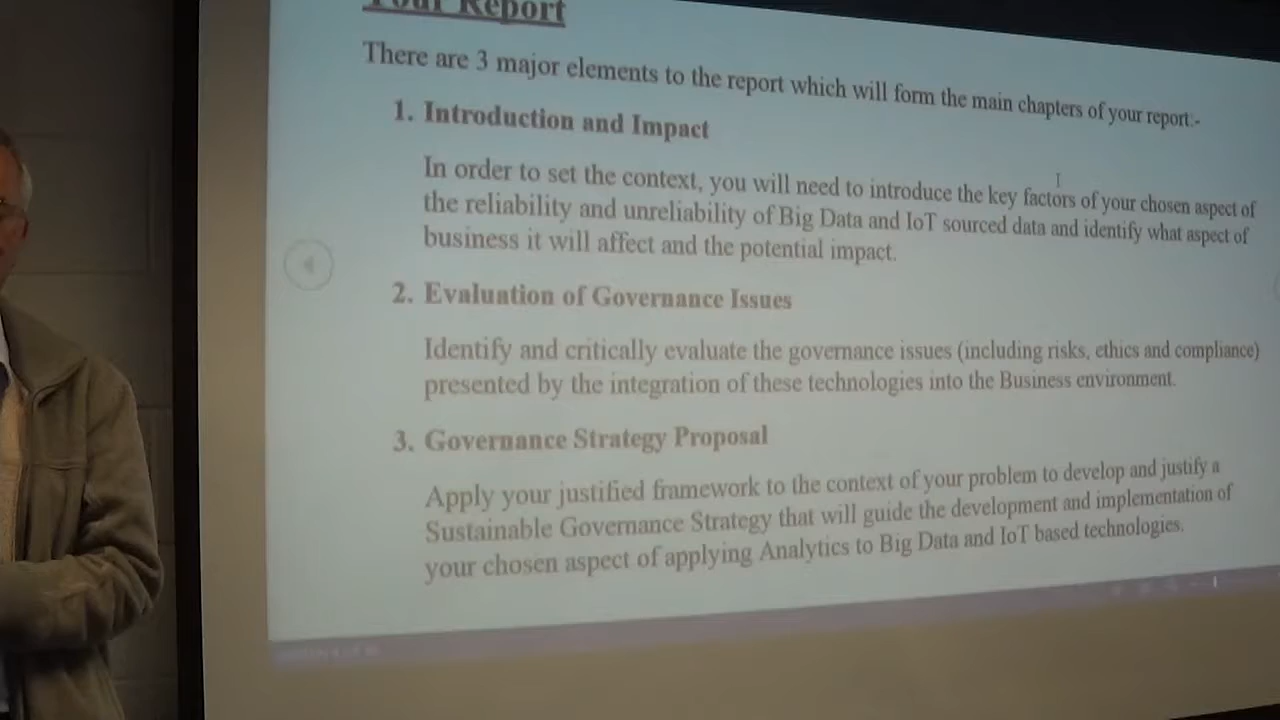 Your Report
There are 3 major elements to the report which will form the main chapters of your report:-
1. Introduction and Impact
In order to set the context, you will need to introduce the key factors of your chosen aspect of
the reliability and unreliability of Big Data and IoT sourced data and identify what aspect of
business it will affect and the potential impact.
2. Evaluation of Governance Issues
Identify and critically evaluate the governance issues (including risks, ethics and compliance)
presented by the integration of these technologies into the Business environment.
3. Governance Strategy Proposal
Apply your justified framework to the context of your problem to develop and justify a
Sustainable Governance Strategy that will guide the development and implementation of
your chosen aspect of applying Analytics to Big Data and IoT based technologies.